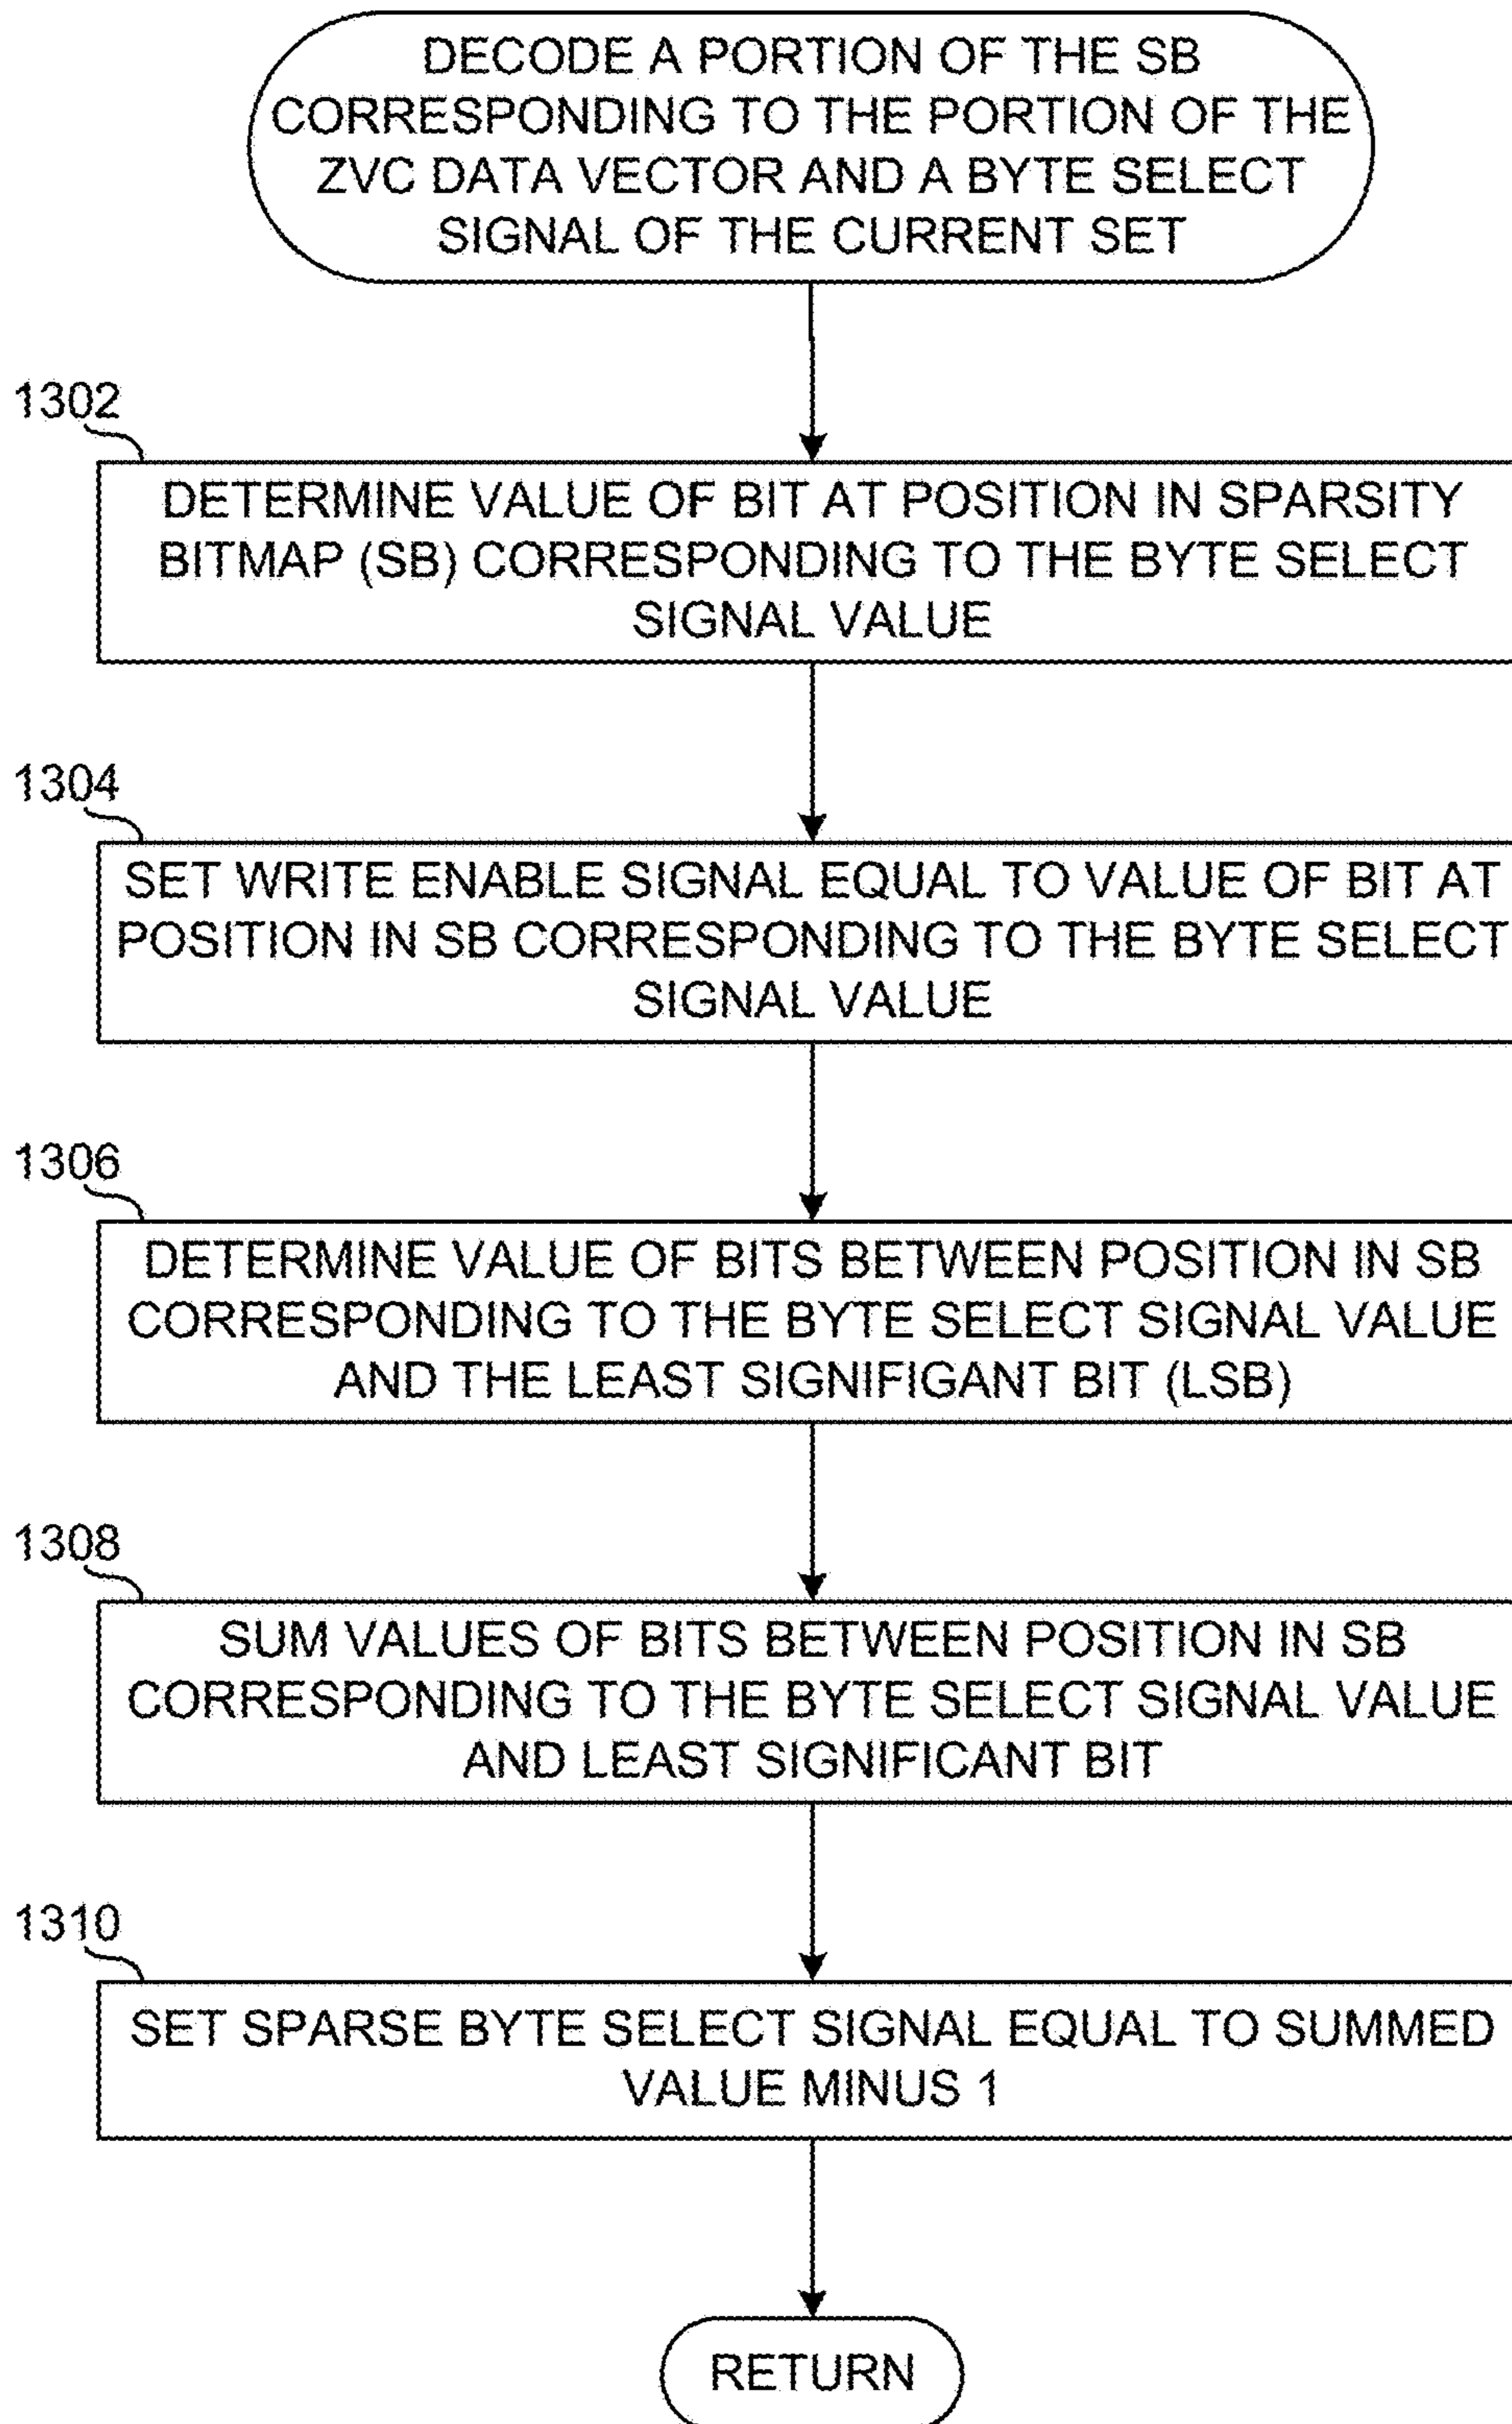 DECODE A PORTION OF THE SB
CORRESPONDING TO THE PORTION OF THE
ZVC DATA VECTOR AND A BYTE SELECT
SIGNAL OF THE CURRENT SET
1302
DETERMINE VALUE OF BIT AT POSITION IN SPARSITY
BITMAP (SB) CORRESPONDING TO THE BYTE SELECT
SIGNAL VALUE
1304
SET WRITE ENABLE SIGNAL EQUAL TO VALUE OF BIT AT
POSITION IN SB CORRESPONDING TO THE BYTE SELECT
SIGNAL VALUE
1306
DETERMINE VALUE OF BITS BETWEEN POSITION IN SB
CORRESPONDING TO THE BYTE SELECT SIGNAL VALUE
AND THE LEAST SIGNIFIGANT BIT (LSB)
1308
SUM VALUES OF BITS BETWEEN POSITION IN SB
CORRESPONDING TO THE BYTE SELECT SIGNAL VALUE
AND LEAST SIGNIFICANT BIT
1310
SET SPARSE BYTE SELECT SIGNAL EQUAL TO SUMMED
VALUE MINUS 1
RETURN